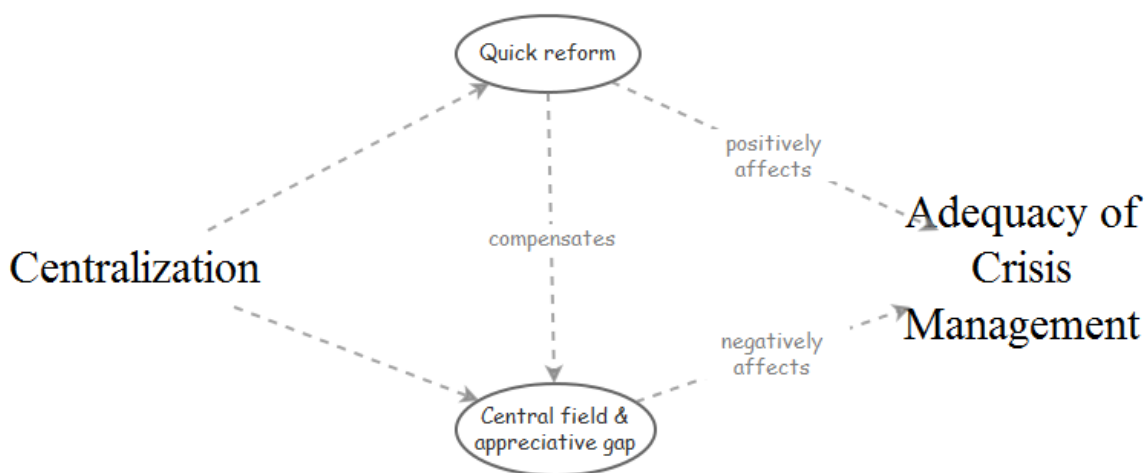 Quick reform
positively
affects
Adequacy of
Crisis
Management
compensates
Centralization
negatively
affects
Central field &
appreciative gap